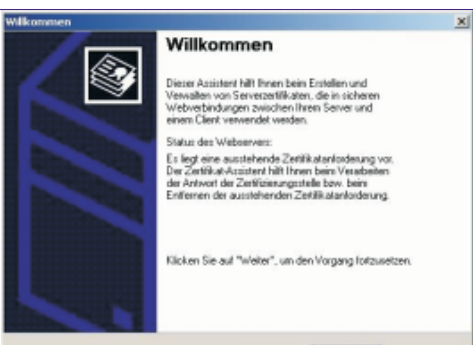 Willkommen
Willkommen
Dieser Assistent hilft Ihnen beim Erstellen und
Verwalten von Serverzertifikaten, die in sicheren
Webverbindungen zwischen Ihrem Server und
einem Client verwendet werden.
Status des Webservers:
Es liegt eine ausstehende Zertifikatanforderung vor.
Der Zertifikat-Assistent hilft Ihnen beim Verarbeiten
der Antwort der Zertifizierungsstelle bzw. beim
Entfernen der ausstehenden Zertifikatanforderung.
Klicken Sie auf "Weiter", um den Vorgang fortzusetzen.